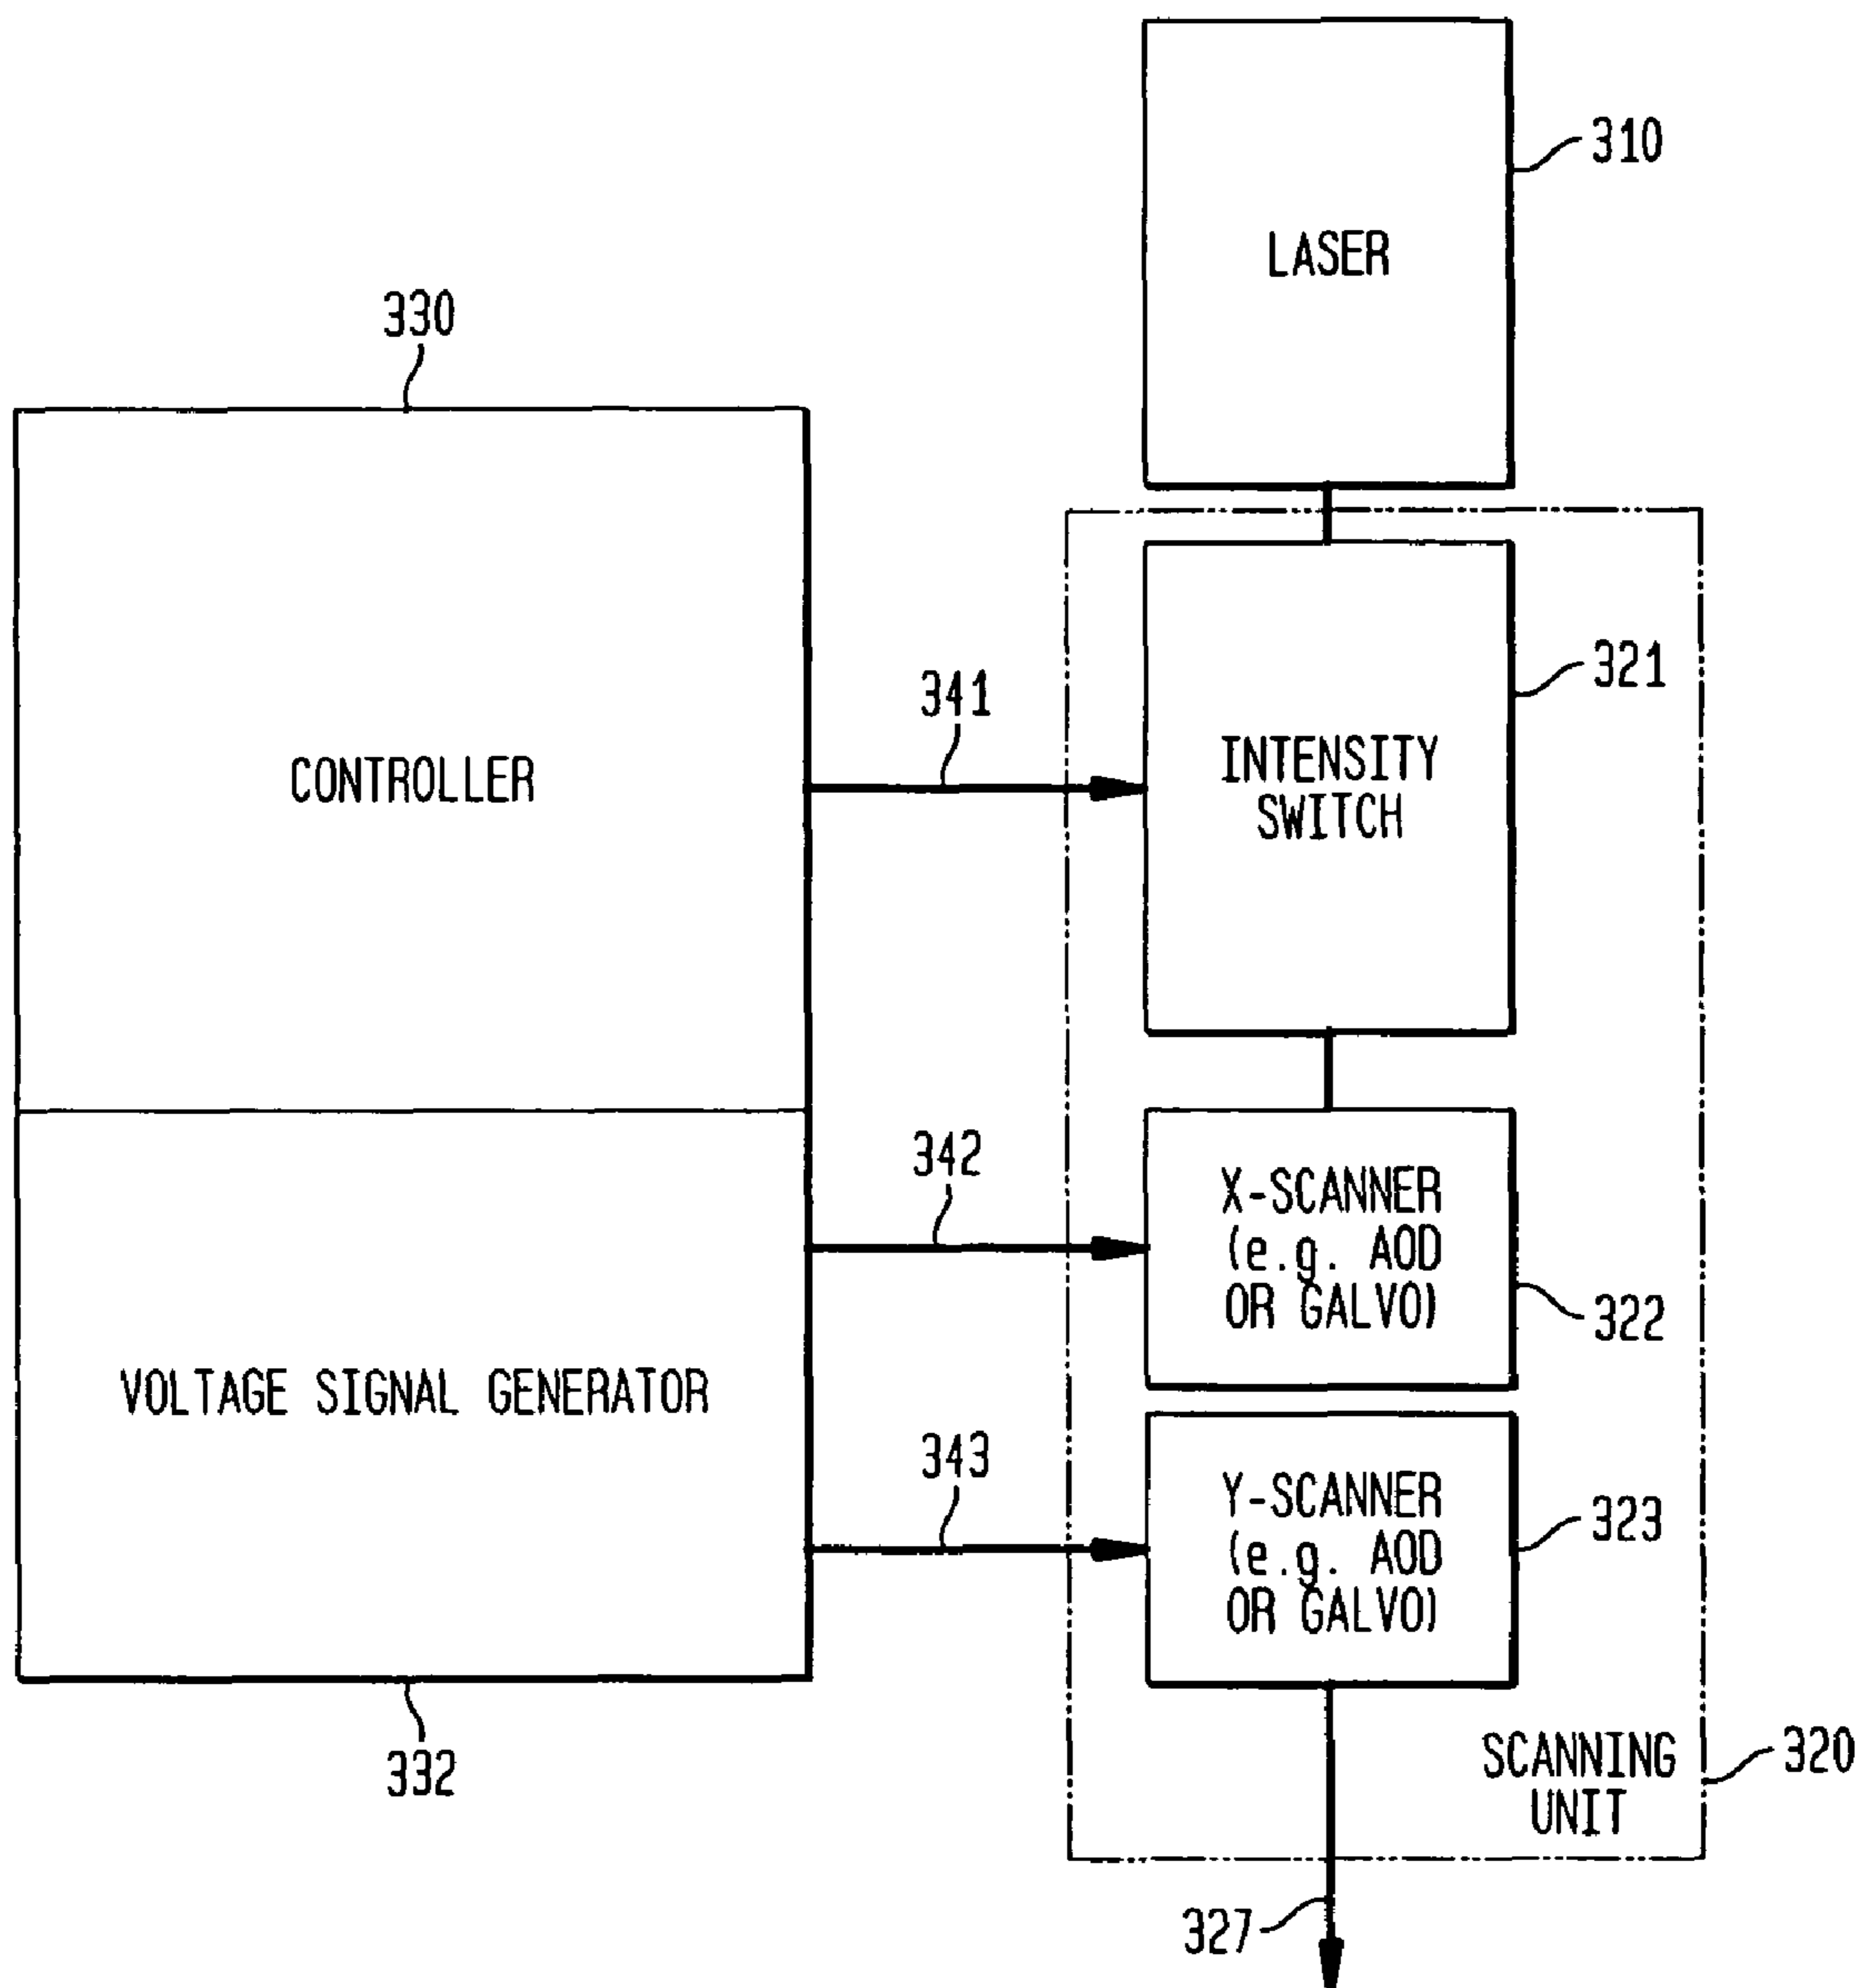 310
LASER
330
321
341
CONTROLLER
INTENSITY
SWITCH
342
X-SCANNER
(e.g. AOD
OR GALVO)
322
VOLTAGE SIGNAL GENERATOR
343
Y-SCANNER
(e.g. AOD
OR GALVO)
323
332
SCANNING
UNIT
320
327